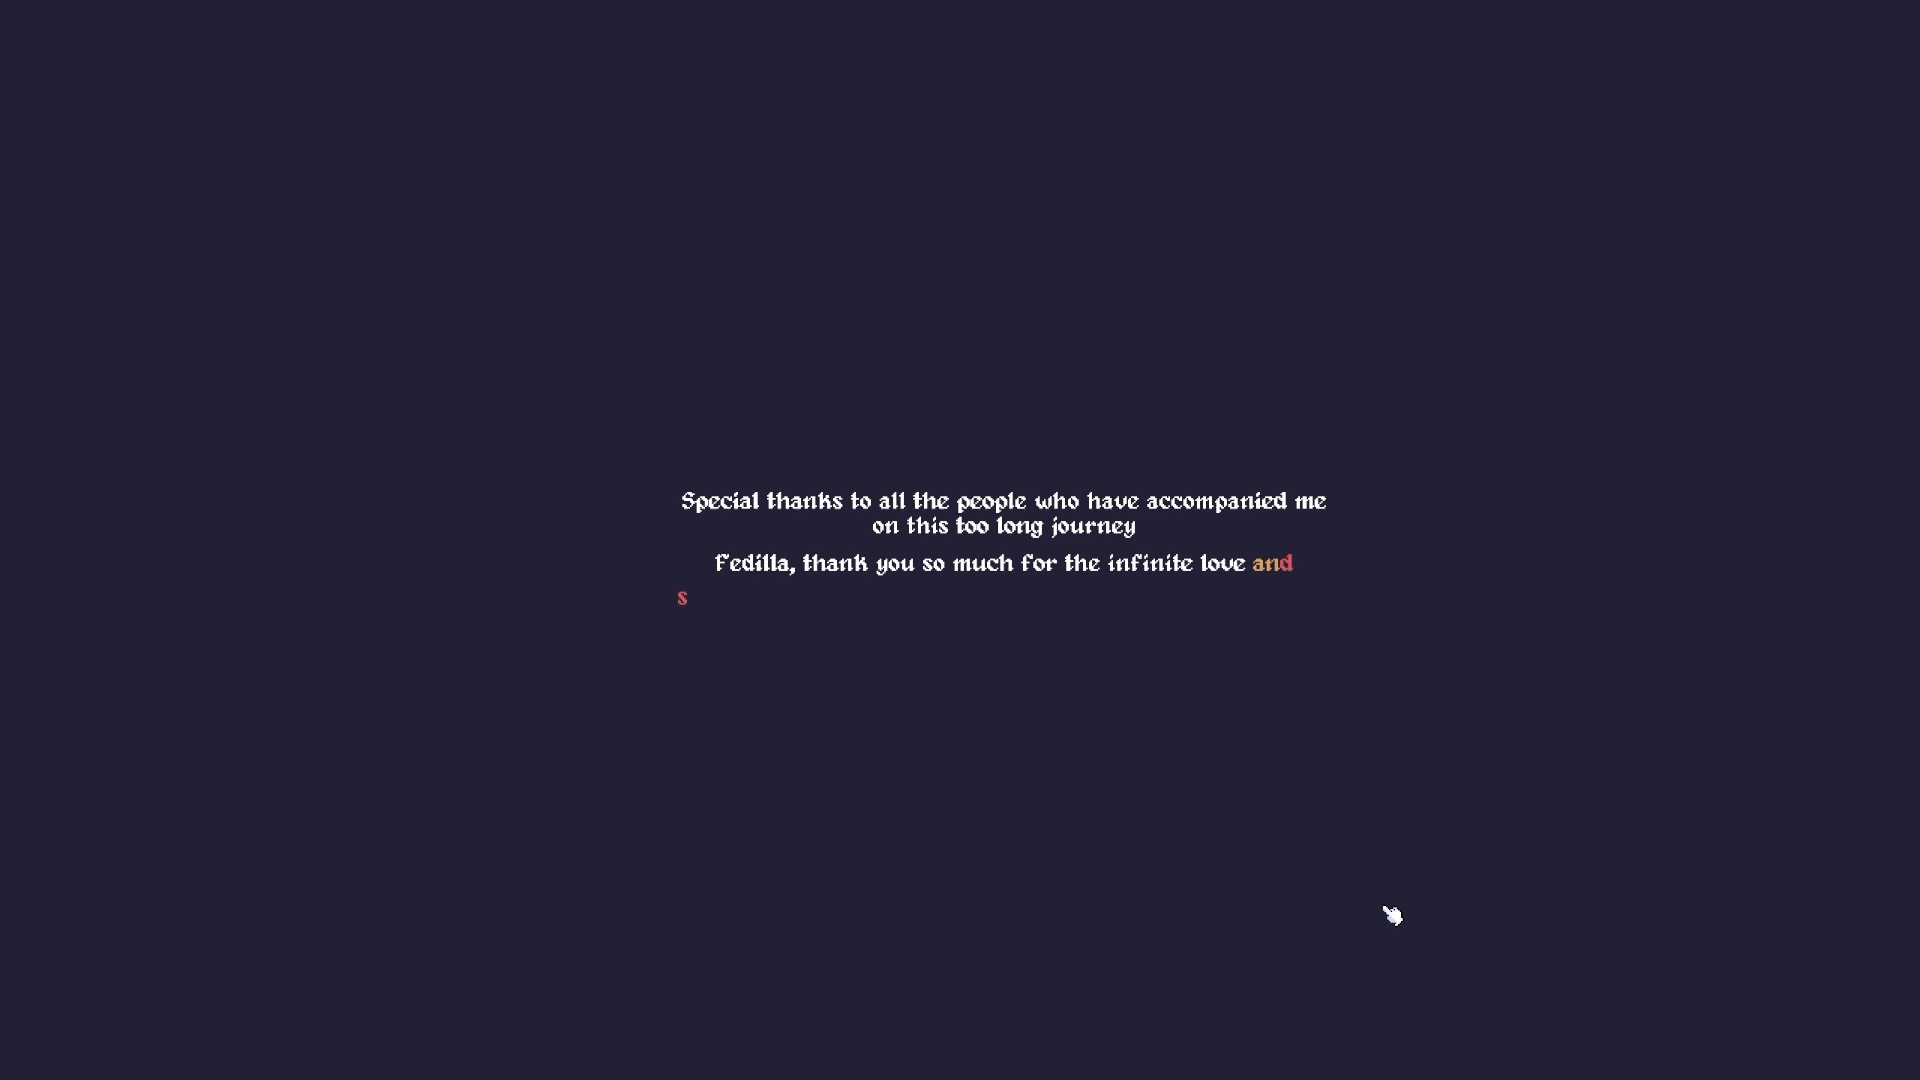 Special thanks to all the people who have accompanied me
on this too long journey
Fedilla, thank you so much for the infinite love and
s